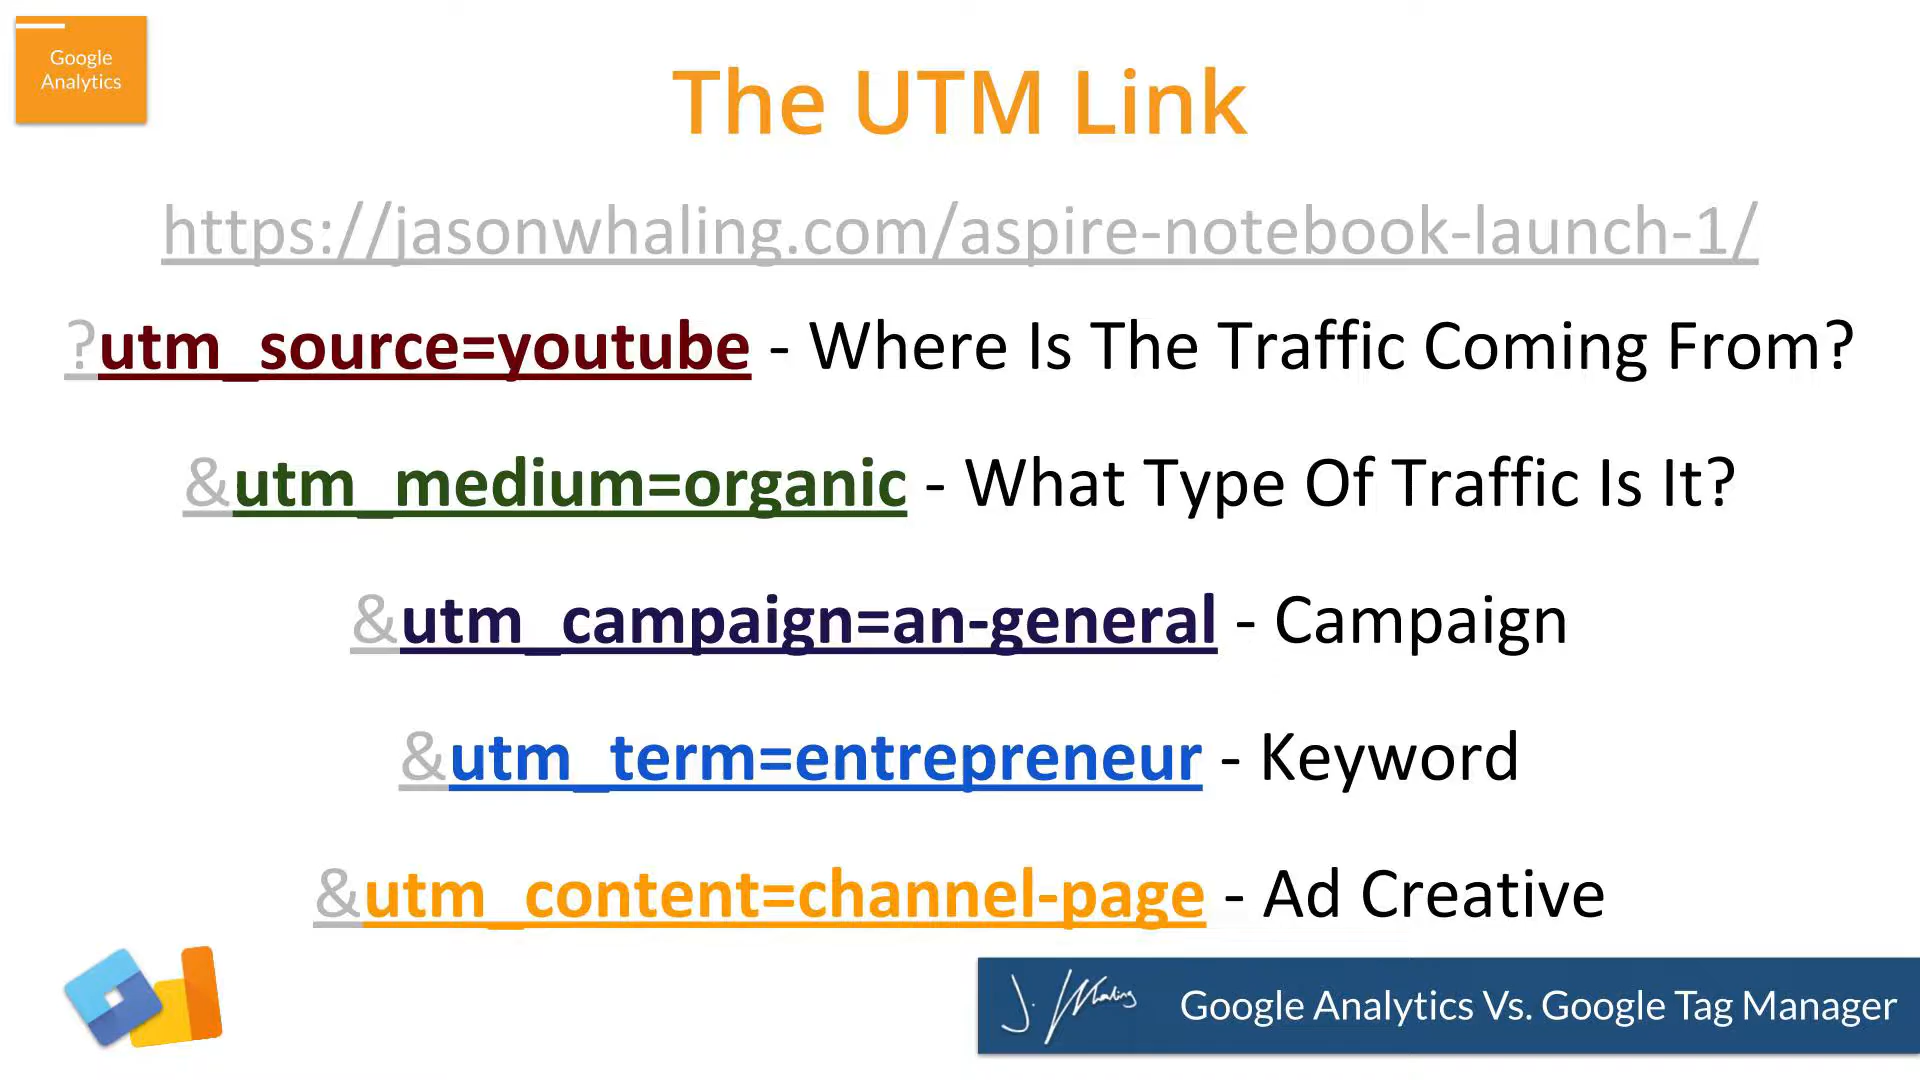 Google
Analytics
The UTM Link
https://jasonwhaling.com/aspire-notebook-launch-1/
?utm_source=youtube - Where Is The Traffic Coming From?
&utm_medium=organic - What Type Of Traffic Is It?
&utm_campaign=an-general - Campaign
&utm_term=entrepreneur - Keyword
&utm_content=channel-page - Ad Creative
J. Whaling Google Analytics Vs. Google Tag Manager